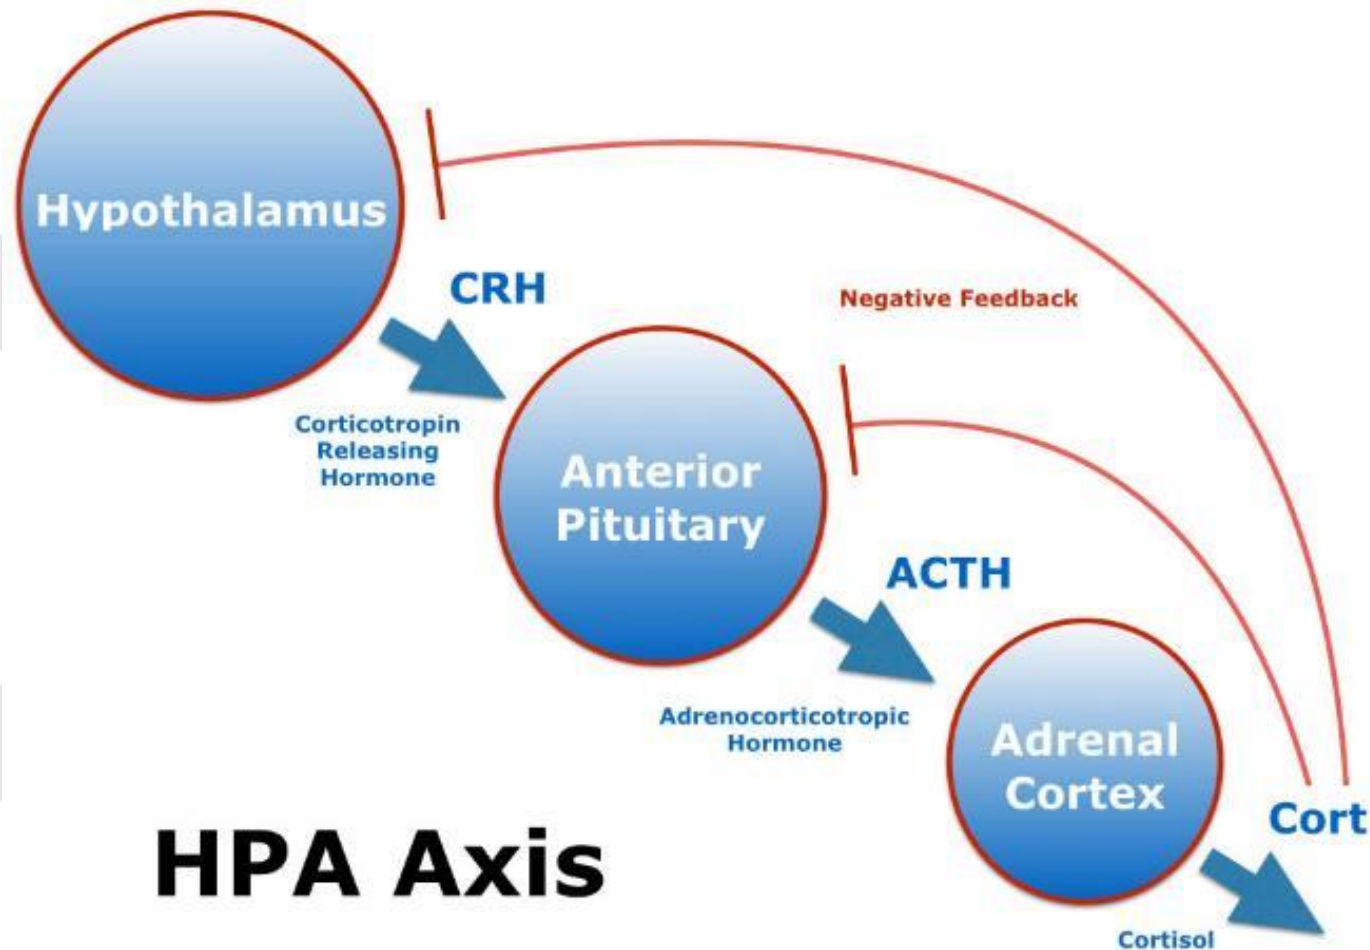 Hypothalamus
CRH
Negative Feedback
Corticotropin
Releasing
Hormone
Anterior
Pituitary
ACTH
Adrenocorticotropic
Hormone
Adrenal
Cortex
Cort
HPA Axis
Cortisol